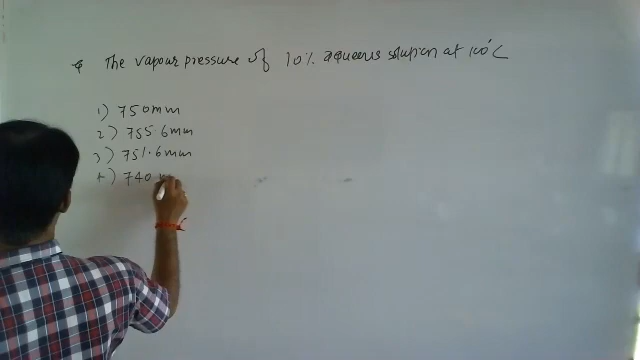 The vapour pressure of 10% aqueous solution at 100°C
1) 750mm
2) 755.6mm
3) 751.6mm
4) 740 m